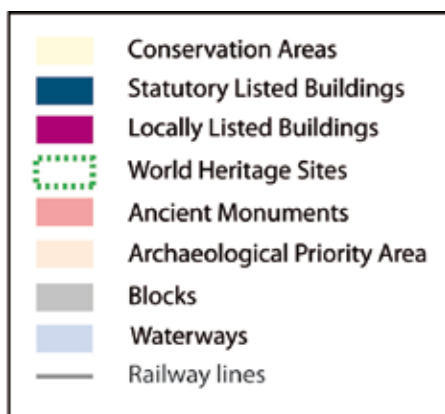 Conservation Areas
Statutory Listed Buildings
Locally Listed Buildings
World Heritage Sites
Ancient Monuments
Archaeological Priority Area
Blocks
Waterways
Railway lines